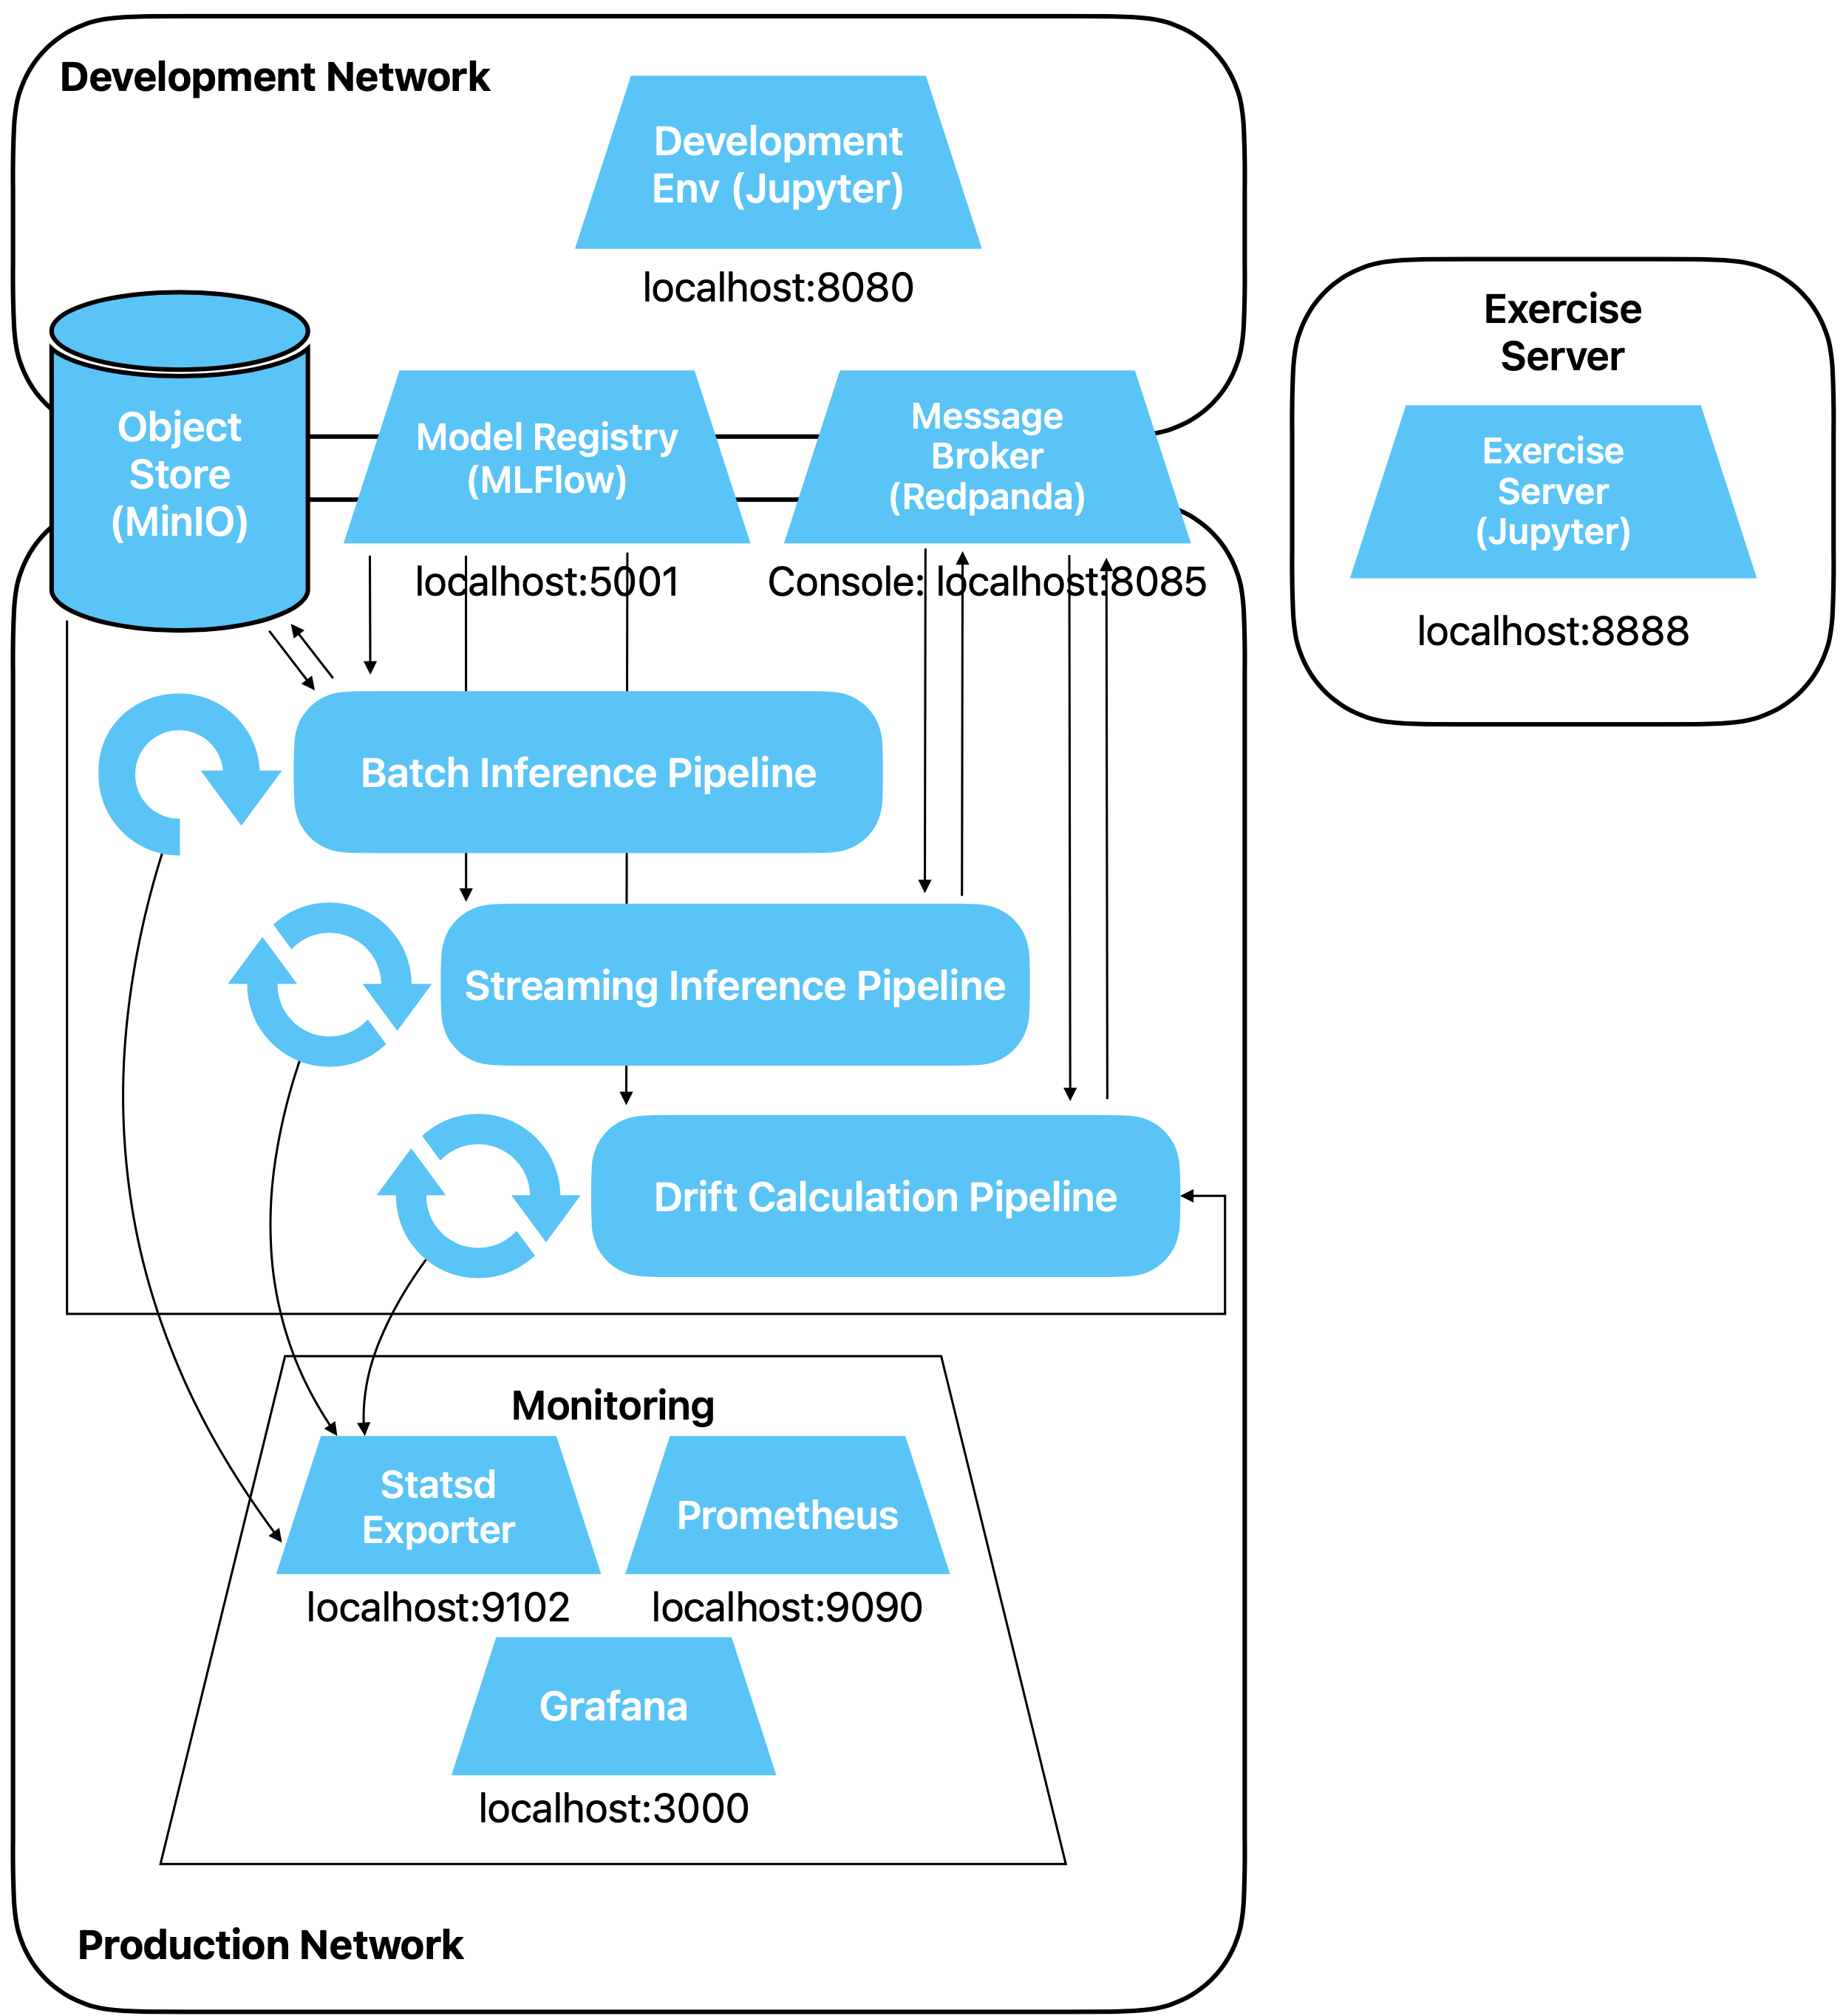 Development Network
Development
Env (Jupyter)
localhost:8080
Exercise
Server
Exercise
Server
(Jupyter)
localhost:8888
Object
Store
(MinIO)
Model Registry
(MLFlow)
localhost:5001
Message
Broker
(Redpanda)
Console: localhost:8085
Batch Inference Pipeline
Streaming Inference Pipeline
Drift Calculation Pipeline
Monitoring
Statsd
Exporter
localhost:9102
Prometheus
localhost:9090
Grafana
localhost:3000
Production Network